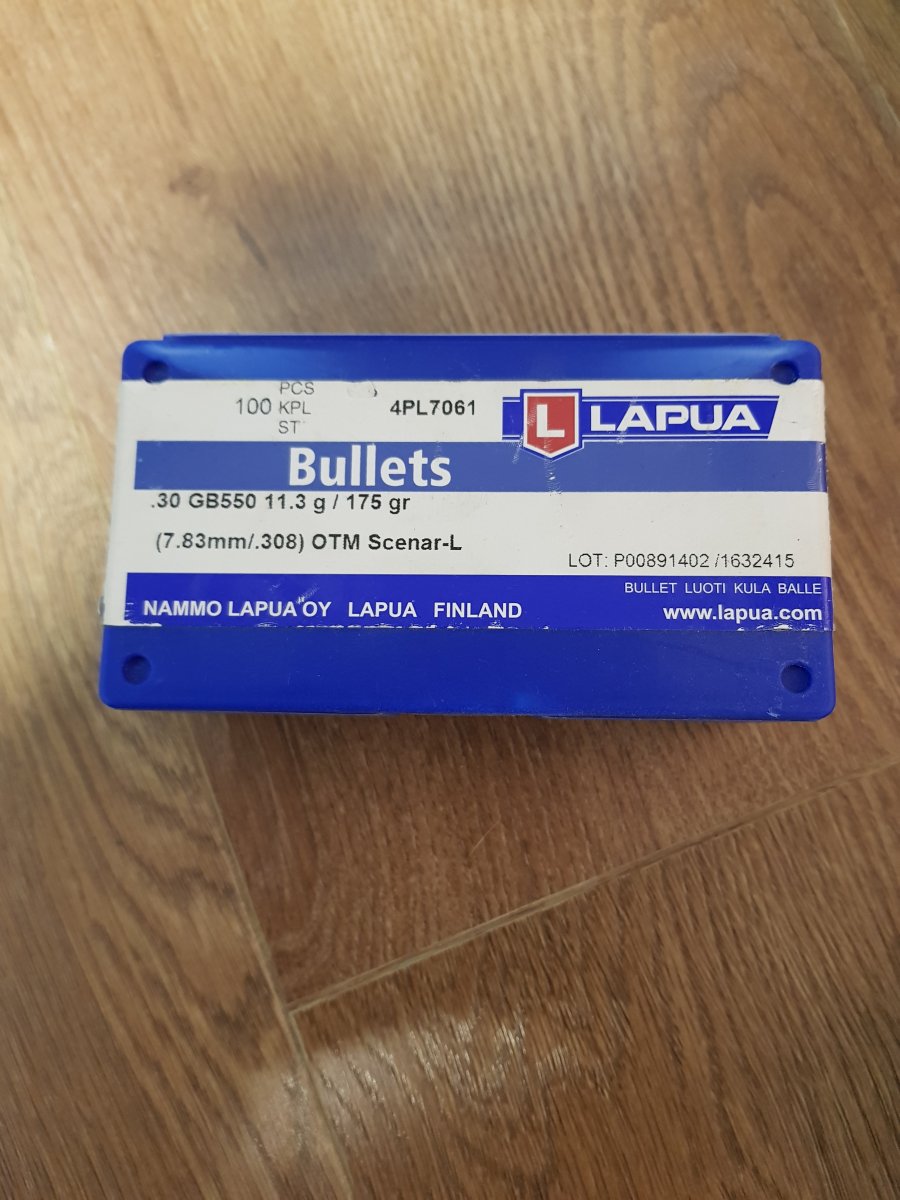 PCS
100 KPL
ST
4PL7061
L LAPUA
Bullets
.30 GB550 11.3 g / 175 gr
(7.83mm/.308) OTM Scenar-L
LOT: P00891402 /1632415
BULLET LUOTI KULA BALLE
NAMMO LAPUA OY LAPUA FINLAND
www.lapua.com